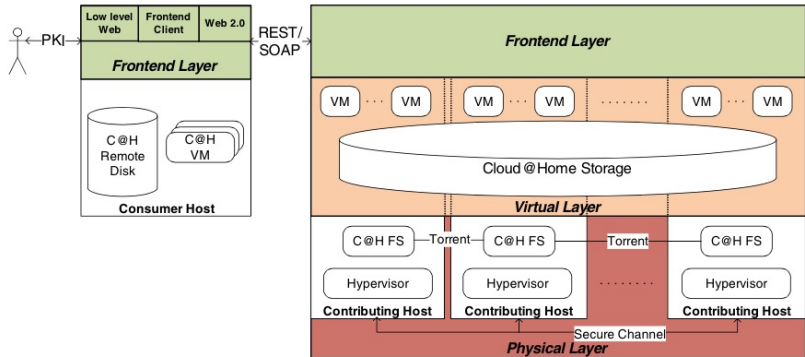 PKI
Low level Web
Frontend Client
Web 2.0
Frontend Layer
C@H Remote Disk
C@H VM
Consumer Host
REST/ SOAP
Frontend Layer
VM ... VM VM ... VM ........ VM ... VM
Cloud@Home Storage
Virtual Layer
C@H FS Torrent C@H FS Torrent C@H FS
Hypervisor Hypervisor ........ Hypervisor
Contributing Host Contributing Host Contributing Host
Secure Channel
Physical Layer